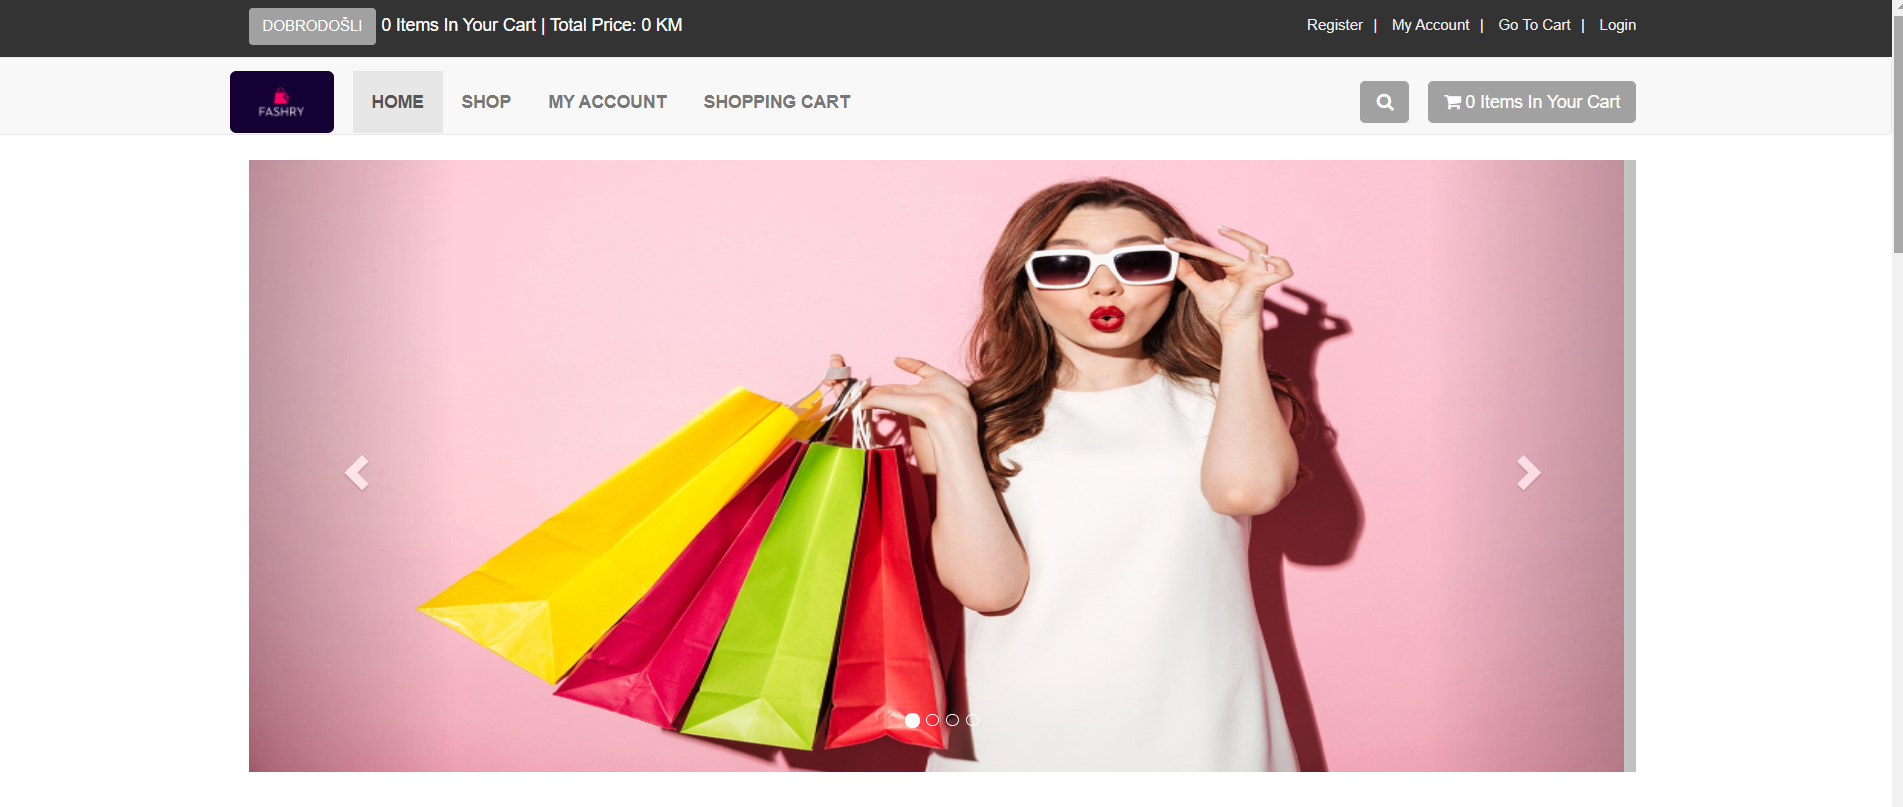 DOBRODOŠLI 0 Items In Your Cart | Total Price: 0 KM
Register | My Account | Go To Cart | Login
FASHRY
HOME SHOP MY ACCOUNT SHOPPING CART
0 Items In Your Cart